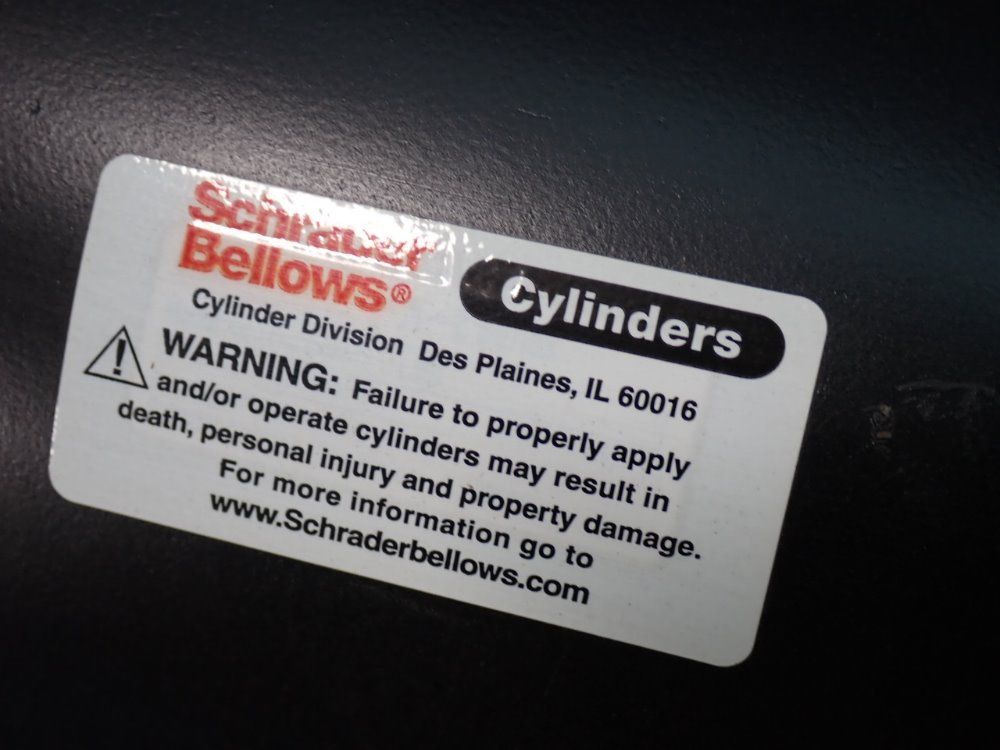 Schrader
Bellows®
Cylinders
Cylinder Division Des Plaines, IL 60016
WARNING: Failure to properly apply
and/or operate cylinders may result in
death, personal injury and property damage.
For more information go to
www.Schraderbellows.com